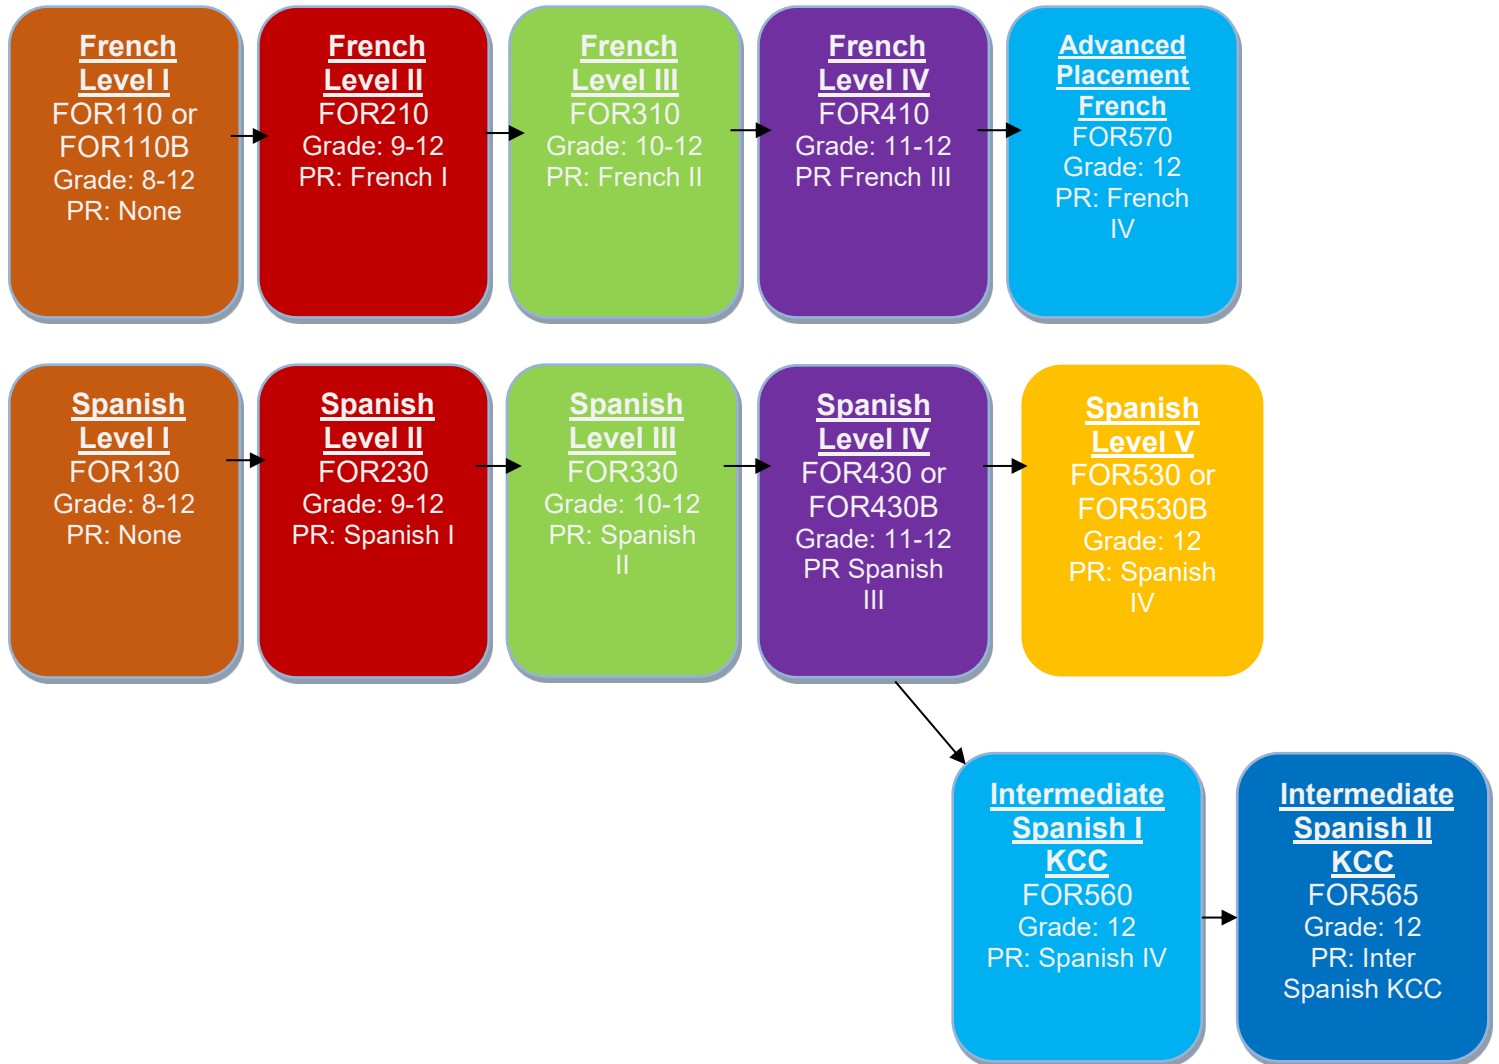 French
Level I
FOR110 or
FOR110B
Grade: 8-12
PR: None
French
Level II
FOR210
Grade: 9-12
PR: French I
French
Level III
FOR310
Grade: 10-12
PR: French II
French
Level IV
FOR410
Grade: 11-12
PR French III
Advanced
Placement
French
FOR570
Grade: 12
PR: French
IV
Spanish
Level I
FOR130
Grade: 8-12
PR: None
Spanish
Level II
FOR230
Grade: 9-12
PR: Spanish I
Spanish
Level III
FOR330
Grade: 10-12
PR: Spanish
II
Spanish
Level IV
FOR430 or
FOR430B
Grade: 11-12
PR Spanish
III
Spanish
Level V
FOR530 or
FOR530B
Grade: 12
PR: Spanish
IV
Intermediate
Spanish I
KCC
FOR560
Grade: 12
PR: Spanish IV
Intermediate
Spanish II
KCC
FOR565
Grade: 12
PR: Inter
Spanish KCC